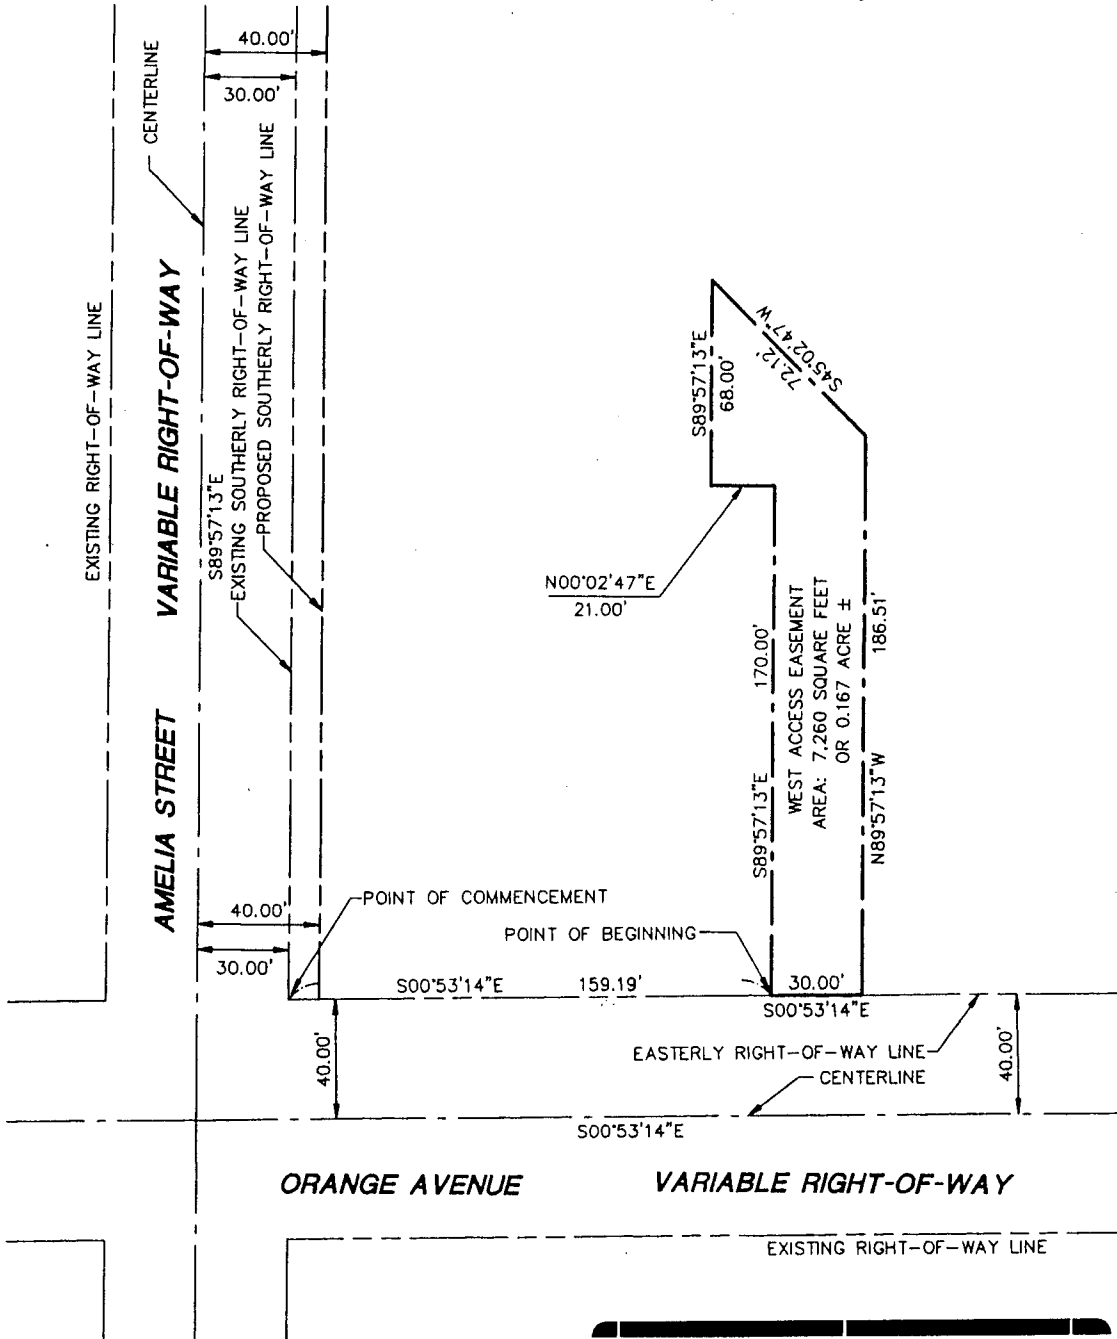 40.00'
30.00'
CENTERLINE
EXISTING RIGHT-OF-WAY LINE
AMELIA STREET VARIABLE RIGHT-OF-WAY
S89°57'13"E
EXISTING SOUTHERLY RIGHT-OF-WAY LINE
PROPOSED SOUTHERLY RIGHT-OF-WAY LINE
S89°57'13"E
68.00'
S45°02'47"W
72.12'
N00°02'47"E
21.00'
S89°57'13"E 170.00'
WEST ACCESS EASEMENT
AREA: 7,260 SQUARE FEET
OR 0.167 ACRE ±
N89°57'13"W 186.51'
40.00'
30.00'
POINT OF COMMENCEMENT
POINT OF BEGINNING
S00°53'14"E 159.19'
30.00'
S00°53'14"E
40.00'
EASTERLY RIGHT-OF-WAY LINE
CENTERLINE
40.00'
S00°53'14"E
ORANGE AVENUE VARIABLE RIGHT-OF-WAY
EXISTING RIGHT-OF-WAY LINE